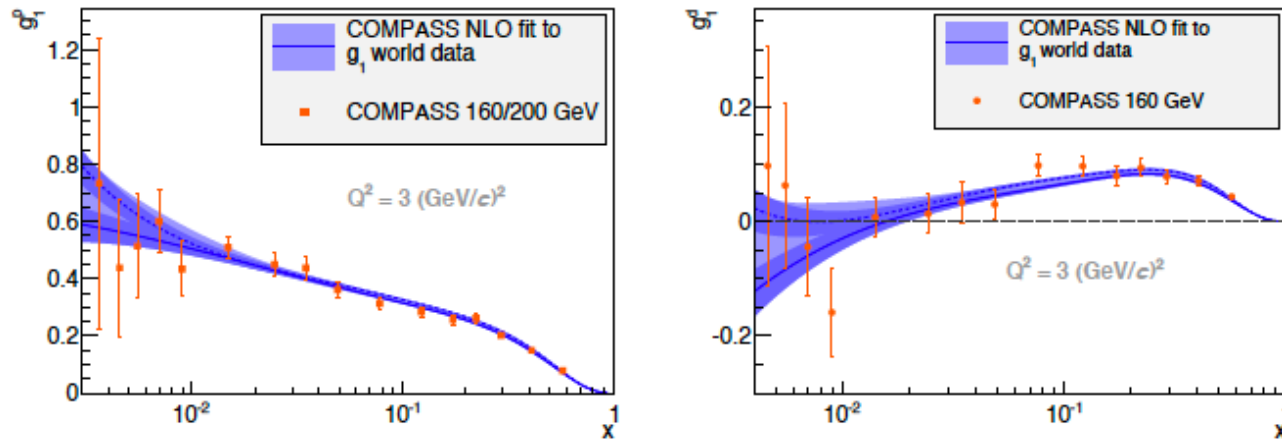 g₁ᵖ
1.2
1
0.8
0.6
0.4
0.2
0
10⁻²
10⁻¹
1
x
COMPASS NLO fit to
g₁ world data
COMPASS 160/200 GeV
Q² = 3 (GeV/c)²
g₁ᵈ
0.2
0
-0.2
10⁻²
10⁻¹
1
x
COMPASS NLO fit to
g₁ world data
COMPASS 160 GeV
Q² = 3 (GeV/c)²